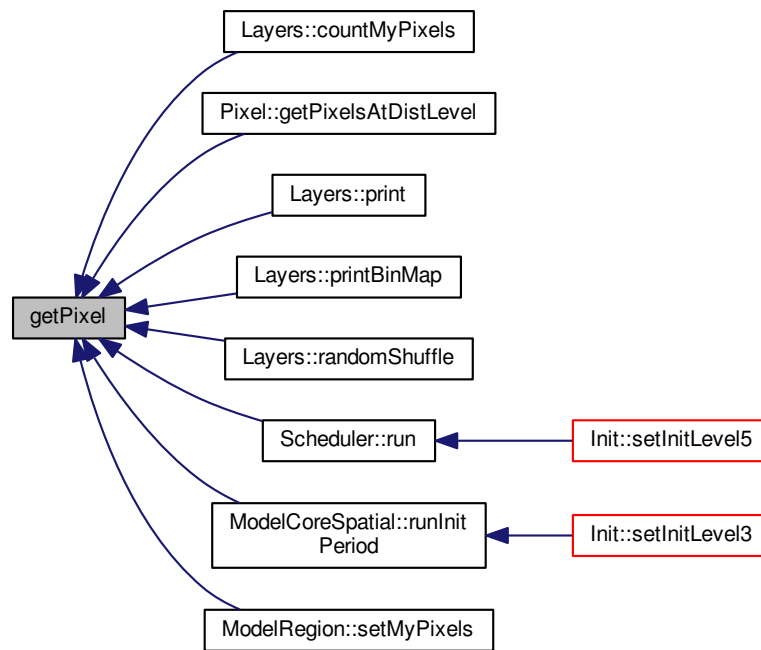 Layers::countMyPixels
Pixel::getPixelsAtDistLevel
Layers::print
Layers::printBinMap
getPixel
Layers::randomShuffle
Scheduler::run
Init::setInitLevel5
ModelCoreSpatial::runInit
Period
Init::setInitLevel3
ModelRegion::setMyPixels